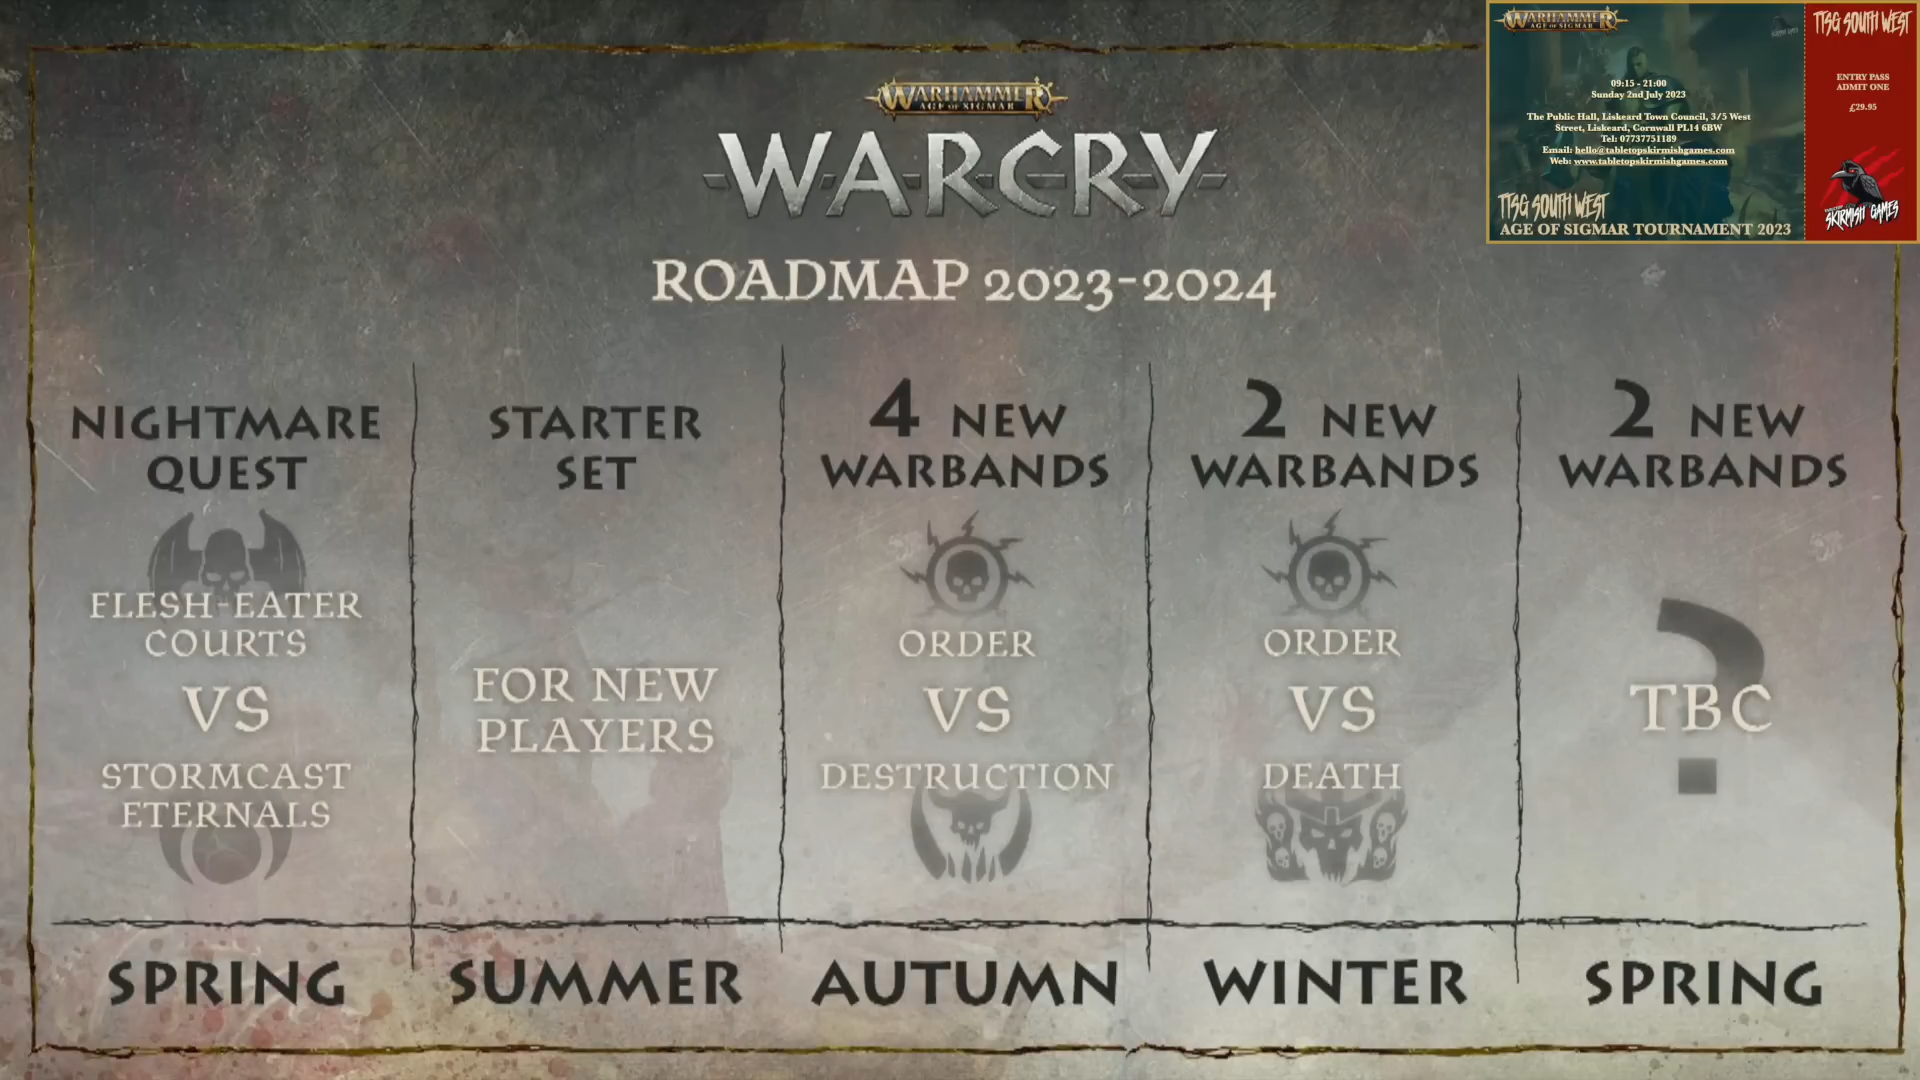 WARHAMMER
AGE OF SIGMAR
WARCRY
ROADMAP 2023-2024
NIGHTMARE
QUEST
FLESH-EATER
COURTS
VS
STORMCAST
ETERNALS
SPRING
STARTER
SET
FOR NEW
PLAYERS
SUMMER
4 NEW
WARBANDS
ORDER
VS
DESTRUCTION
AUTUMN
2 NEW
WARBANDS
ORDER
VS
DEATH
WINTER
2 NEW
WARBANDS
?
TBC
SPRING
WARHAMMER
AGE OF SIGMAR
09:15 - 21:00
Sunday 2nd July 2023
The Public Hall, Liskeard Town Council, 3/5 West
Street, Liskeard, Cornwall PL14 6BW
Tel: 07737751189
Email: hello@tabletopskirmishgames.com
Web: www.tabletopskirmishgames.com
TTSG SOUTH WEST
AGE OF SIGMAR TOURNAMENT 2023
TTSG SOUTH WEST
ENTRY PASS
ADMIT ONE
£29.95
SKIRMISH GAMES